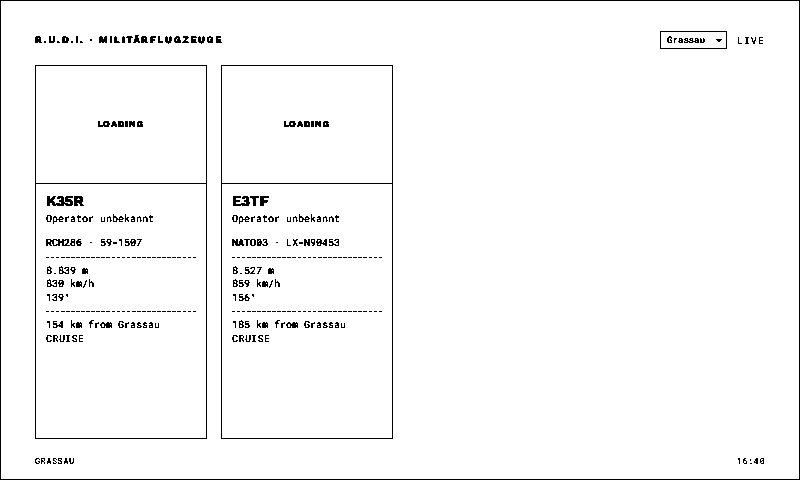 R.U.D.I. · MILITÄRFLUGZEUGE
Grassau
LIVE
LOADING
K35R
Operator unbekannt
RCH286 · 59-1507
8.839 m
830 km/h
139°
154 km from Grassau
CRUISE
LOADING
E3TF
Operator unbekannt
NATO03 · LX-N90453
8.527 m
859 km/h
156°
185 km from Grassau
CRUISE
GRASSAU
16:40